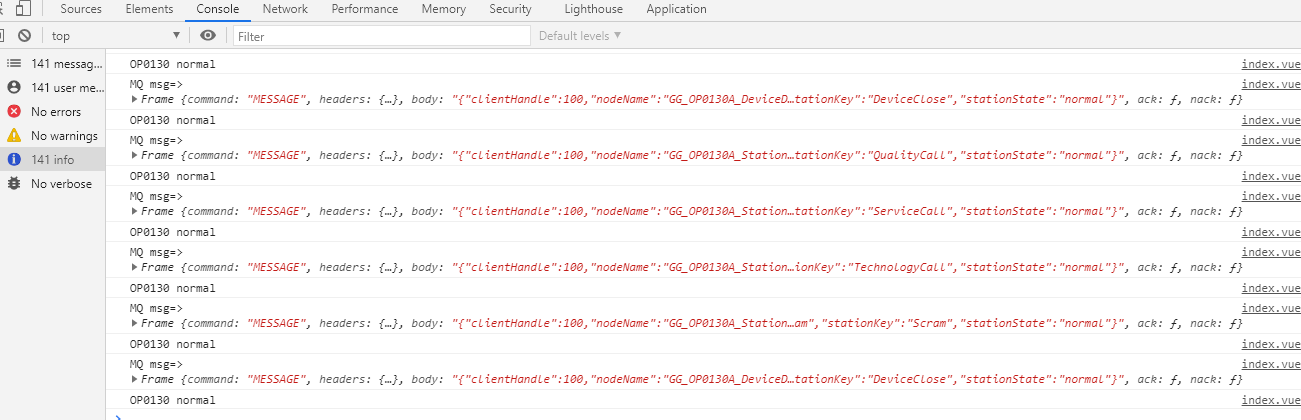 Sources Elements Console Network Performance Memory Security Lighthouse Application
top ▼ Filter Default levels ▼
141 messag...
141 user me...
No errors
No warnings
141 info
No verbose
OP0130 normal index.vue
MQ msg=> index.vue
▶Frame {command: "MESSAGE", headers: {…}, body: "{"clientHandle":100,"nodeName":"GG_OP0130A_DeviceD…tationKey":"DeviceClose","stationState":"normal"}", ack: ƒ, nack: ƒ}
OP0130 normal index.vue
MQ msg=> index.vue
▶Frame {command: "MESSAGE", headers: {…}, body: "{"clientHandle":100,"nodeName":"GG_OP0130A_Station…tationKey":"QualityCall","stationState":"normal"}", ack: ƒ, nack: ƒ}
OP0130 normal index.vue
MQ msg=> index.vue
▶Frame {command: "MESSAGE", headers: {…}, body: "{"clientHandle":100,"nodeName":"GG_OP0130A_Station…tationKey":"ServiceCall","stationState":"normal"}", ack: ƒ, nack: ƒ}
OP0130 normal index.vue
MQ msg=> index.vue
▶Frame {command: "MESSAGE", headers: {…}, body: "{"clientHandle":100,"nodeName":"GG_OP0130A_Station…ionKey":"TechnologyCall","stationState":"normal"}", ack: ƒ, nack: ƒ}
OP0130 normal index.vue
MQ msg=> index.vue
▶Frame {command: "MESSAGE", headers: {…}, body: "{"clientHandle":100,"nodeName":"GG_OP0130A_Station…am","stationKey":"Scram","stationState":"normal"}", ack: ƒ, nack: ƒ}
OP0130 normal index.vue
MQ msg=> index.vue
▶Frame {command: "MESSAGE", headers: {…}, body: "{"clientHandle":100,"nodeName":"GG_OP0130A_DeviceD…tationKey":"DeviceClose","stationState":"normal"}", ack: ƒ, nack: ƒ}
OP0130 normal index.vue